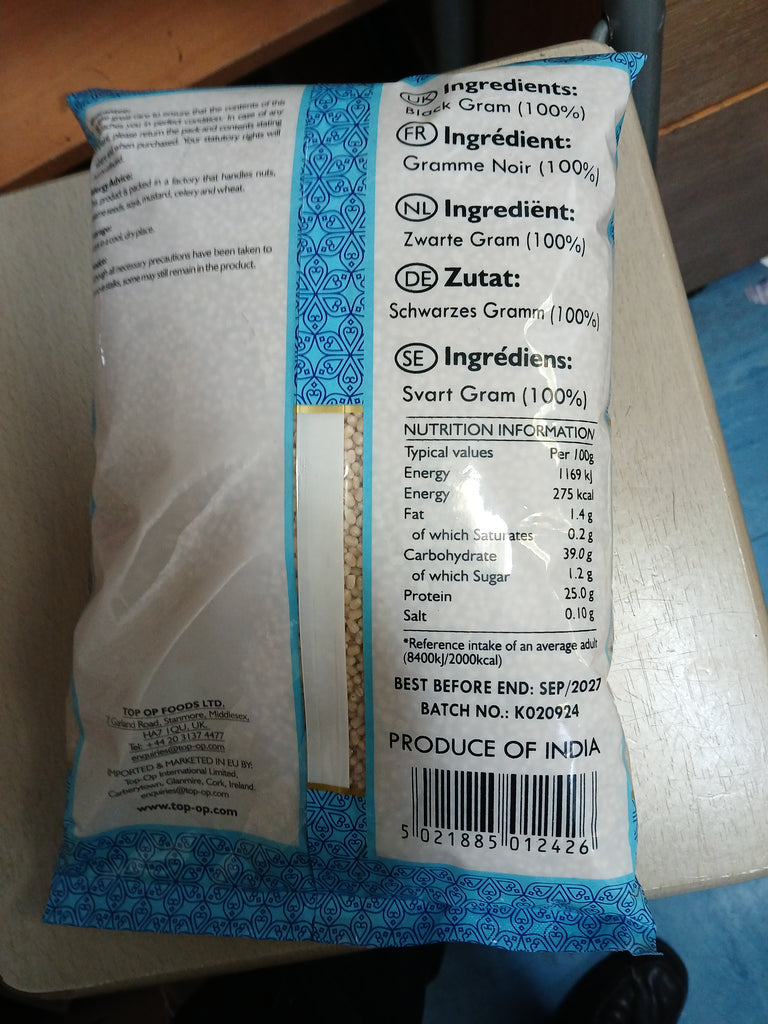 great care to ensure that the contents of this
you in perfect condition. In case of any
please return the pack and contents stating
when purchased. Your statutory rights will
Advice:
product is packed in a factory that handles nuts,
seeds, soya, mustard, celery and wheat.
in a cool, dry place.
all necessary precautions have been taken to
stalks, some may still remain in the product.
TOP OP FOODS LTD.
Garland Road, Stanmore, Middlesex,
HA7 1QU, UK.
Tel: +44 20 3137 4477
enquiries@top-op.com
IMPORTED & MARKETED IN EU BY:
Top-Op International Limited,
Carberytown, Glanmire, Cork, Ireland.
enquiries@top-op.com
www.top-op.com
UK Ingredients:
Black Gram (100%)
FR Ingrédient:
Gramme Noir (100%)
NL Ingrediënt:
Zwarte Gram (100%)
DE Zutat:
Schwarzes Gramm (100%)
SE Ingrédiens:
Svart Gram (100%)
NUTRITION INFORMATION
Typical values Per 100g
Energy 1169 kJ
Energy 275 kcal
Fat 1.4 g
of which Saturates 0.2 g
Carbohydrate 39.0 g
of which Sugar 1.2 g
Protein 25.0 g
Salt 0.10 g
*Reference intake of an average adult
(8400kJ/2000kcal)
BEST BEFORE END: SEP/2027
BATCH NO.: K020924
PRODUCE OF INDIA
5 021885 012426